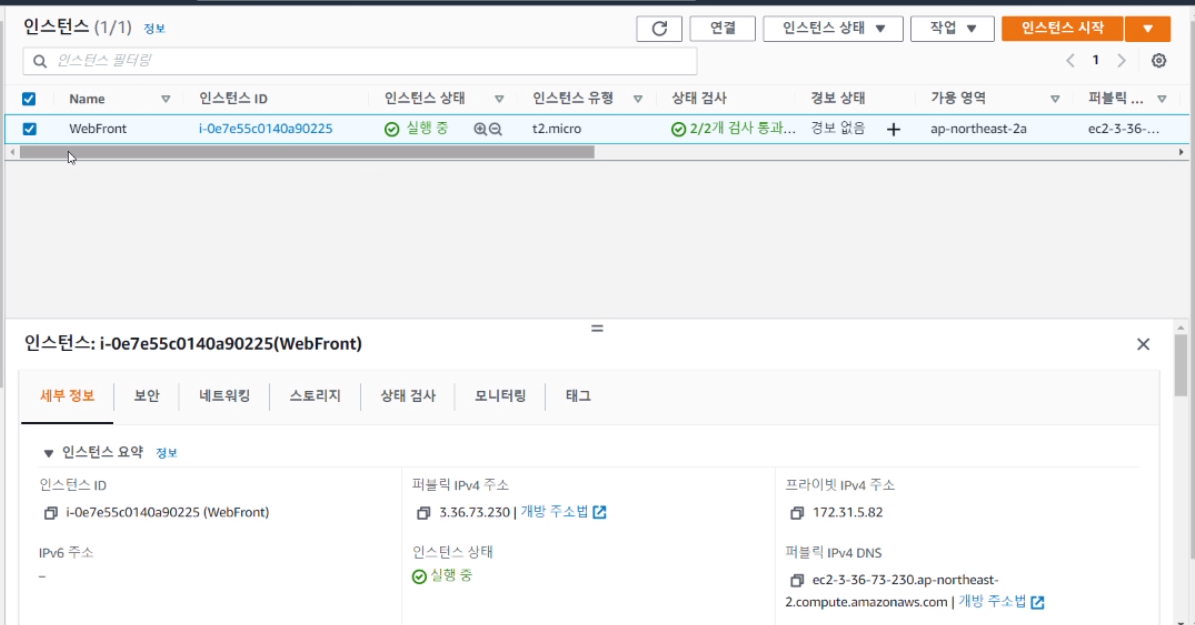 인스턴스 (1/1) 정보 연결 인스턴스 상태 작업 인스턴스 시작
인스턴스 필터링 1
Name 인스턴스 ID 인스턴스 상태 인스턴스 유형 상태 검사 경보 상태 가용 영역 퍼블릭 ...
WebFront i-0e7e55c0140a90225 실행 중 t2.micro 2/2개 검사 통과... 경보 없음 + ap-northeast-2a ec2-3-36-...
인스턴스: i-0e7e55c0140a90225(WebFront)
세부 정보 보안 네트워킹 스토리지 상태 검사 모니터링 태그
인스턴스 요약 정보
인스턴스 ID 퍼블릭 IPv4 주소 프라이빗 IPv4 주소
i-0e7e55c0140a90225 (WebFront) 3.36.73.230 | 개방 주소법 172.31.5.82
IPv6 주소 인스턴스 상태 퍼블릭 IPv4 DNS
– 실행 중 ec2-3-36-73-230.ap-northeast-
2.compute.amazonaws.com | 개방 주소법